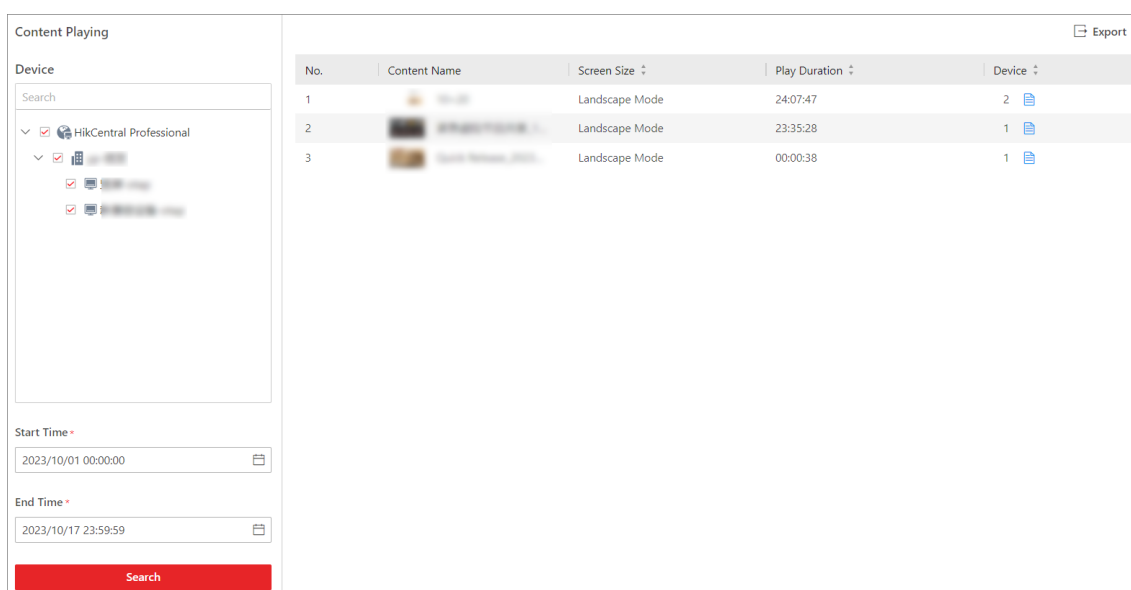 Content Playing
Export
Device
Search
HikCentral Professional
Start Time*
2023/10/01 00:00:00
End Time*
2023/10/17 23:59:59
Search
No. Content Name Screen Size Play Duration Device
1 Landscape Mode 24:07:47 2
2 Landscape Mode 23:35:28 1
3 Quick Release_2023... Landscape Mode 00:00:38 1